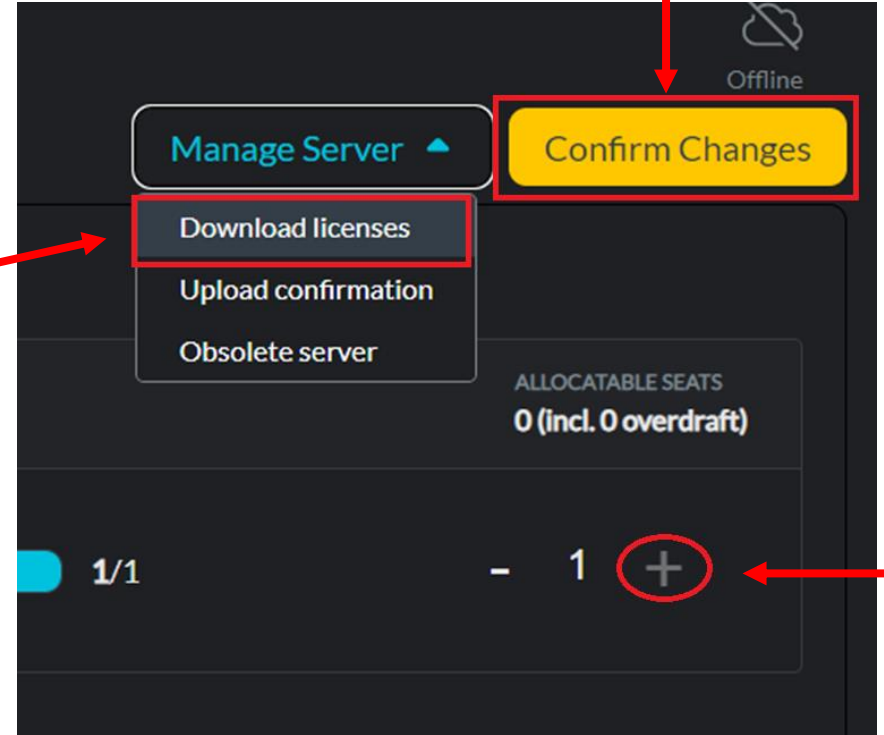 Offline
Manage Server
Confirm Changes
Download licenses
Upload confirmation
Obsolete server
ALLOCATABLE SEATS
0 (incl. 0 overdraft)
1/1
- 1 +